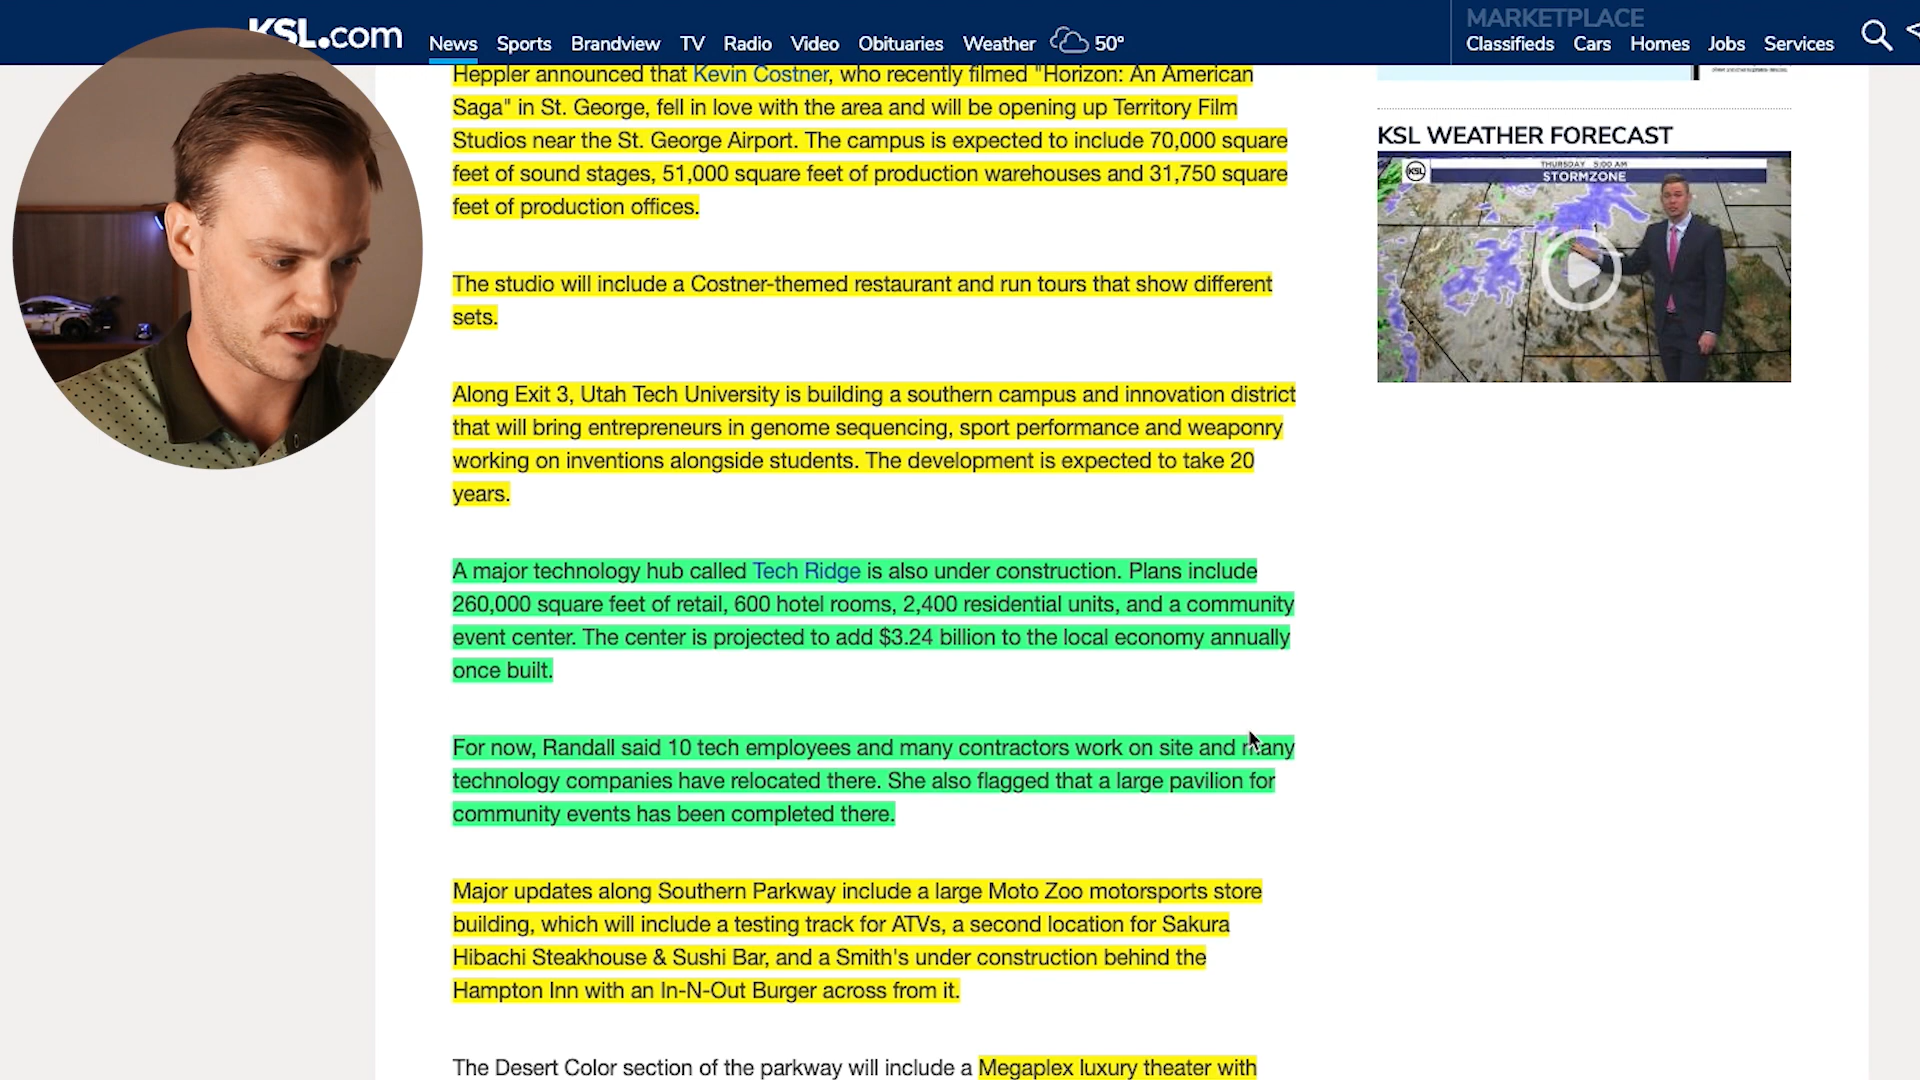 KSL.com
News Sports Brandview TV Radio Video Obituaries Weather 50°
MARKETPLACE
Classifieds Cars Homes Jobs Services
Heppler announced that Kevin Costner, who recently filmed "Horizon: An American
Saga" in St. George, fell in love with the area and will be opening up Territory Film
Studios near the St. George Airport. The campus is expected to include 70,000 square
feet of sound stages, 51,000 square feet of production warehouses and 31,750 square
feet of production offices.
The studio will include a Costner-themed restaurant and run tours that show different
sets.
Along Exit 3, Utah Tech University is building a southern campus and innovation district
that will bring entrepreneurs in genome sequencing, sport performance and weaponry
working on inventions alongside students. The development is expected to take 20
years.
A major technology hub called Tech Ridge is also under construction. Plans include
260,000 square feet of retail, 600 hotel rooms, 2,400 residential units, and a community
event center. The center is projected to add $3.24 billion to the local economy annually
once built.
For now, Randall said 10 tech employees and many contractors work on site and many
technology companies have relocated there. She also flagged that a large pavilion for
community events has been completed there.
Major updates along Southern Parkway include a large Moto Zoo motorsports store
building, which will include a testing track for ATVs, a second location for Sakura
Hibachi Steakhouse & Sushi Bar, and a Smith's under construction behind the
Hampton Inn with an In-N-Out Burger across from it.
The Desert Color section of the parkway will include a Megaplex luxury theater with
KSL WEATHER FORECAST
KSL
THURSDAY 5:00 AM
STORMZONE